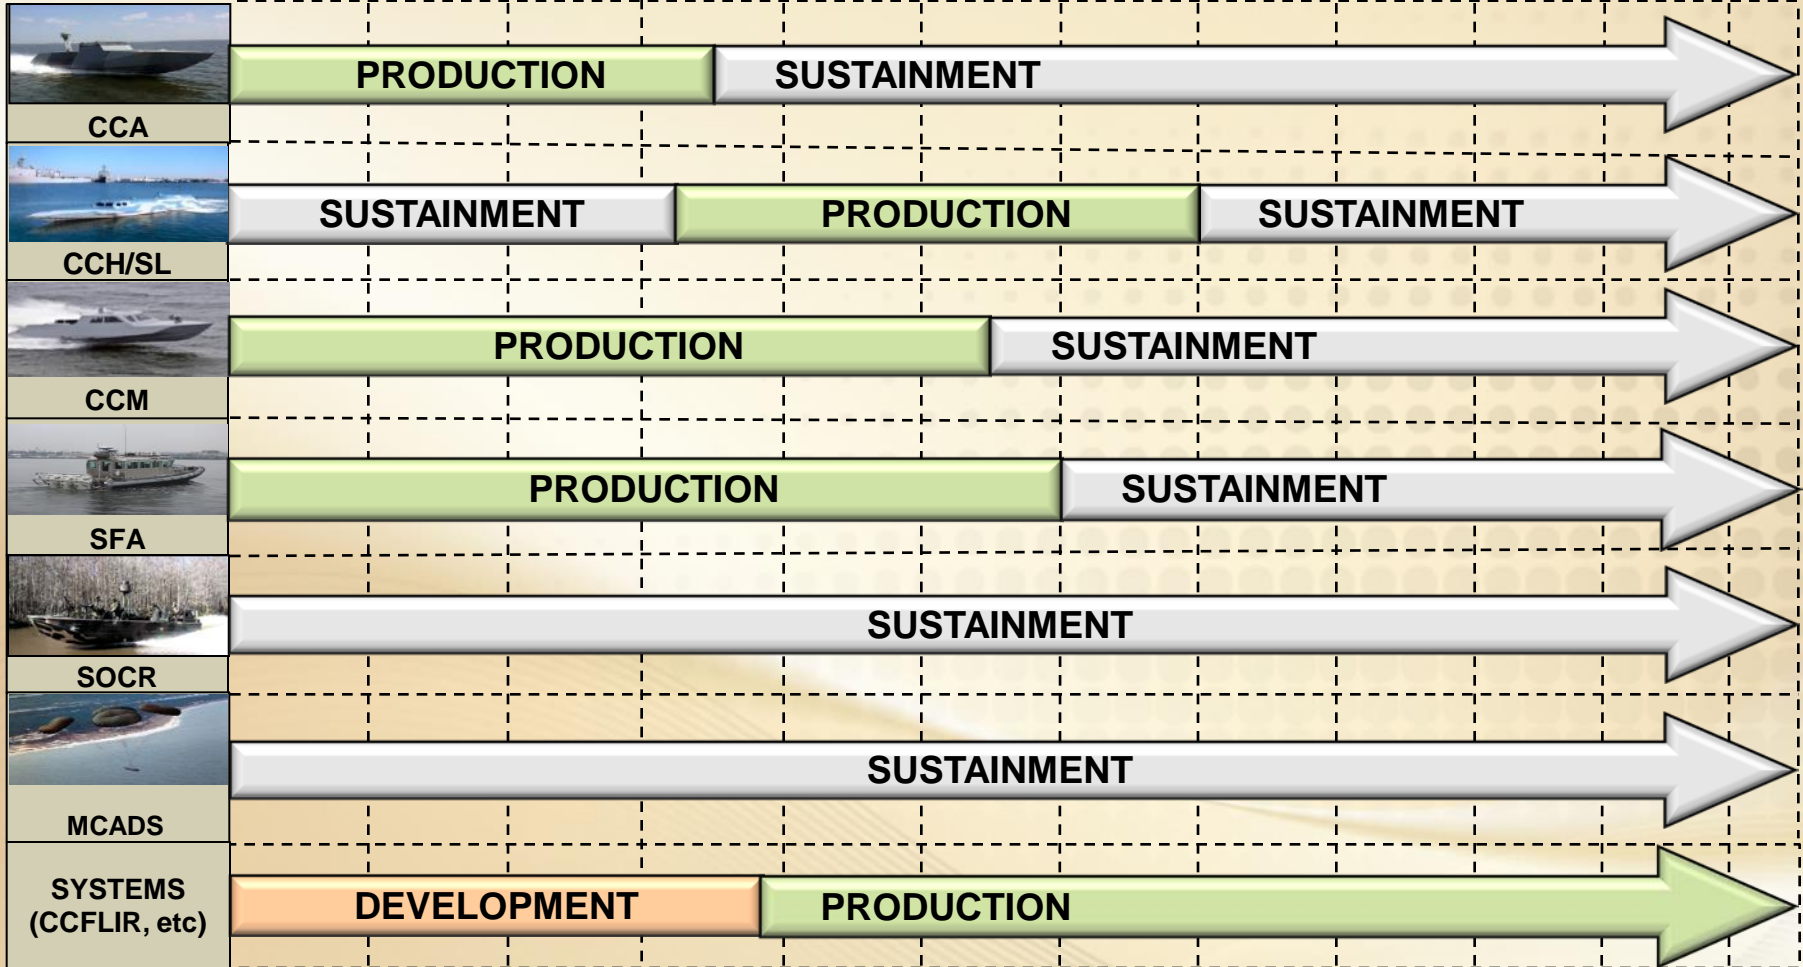 PRODUCTION SUSTAINMENT
CCA
SUSTAINMENT PRODUCTION SUSTAINMENT
CCH/SL
PRODUCTION SUSTAINMENT
CCM
PRODUCTION SUSTAINMENT
SFA
SUSTAINMENT
SOCR
SUSTAINMENT
MCADS
SYSTEMS
(CCFLIR, etc)
DEVELOPMENT PRODUCTION